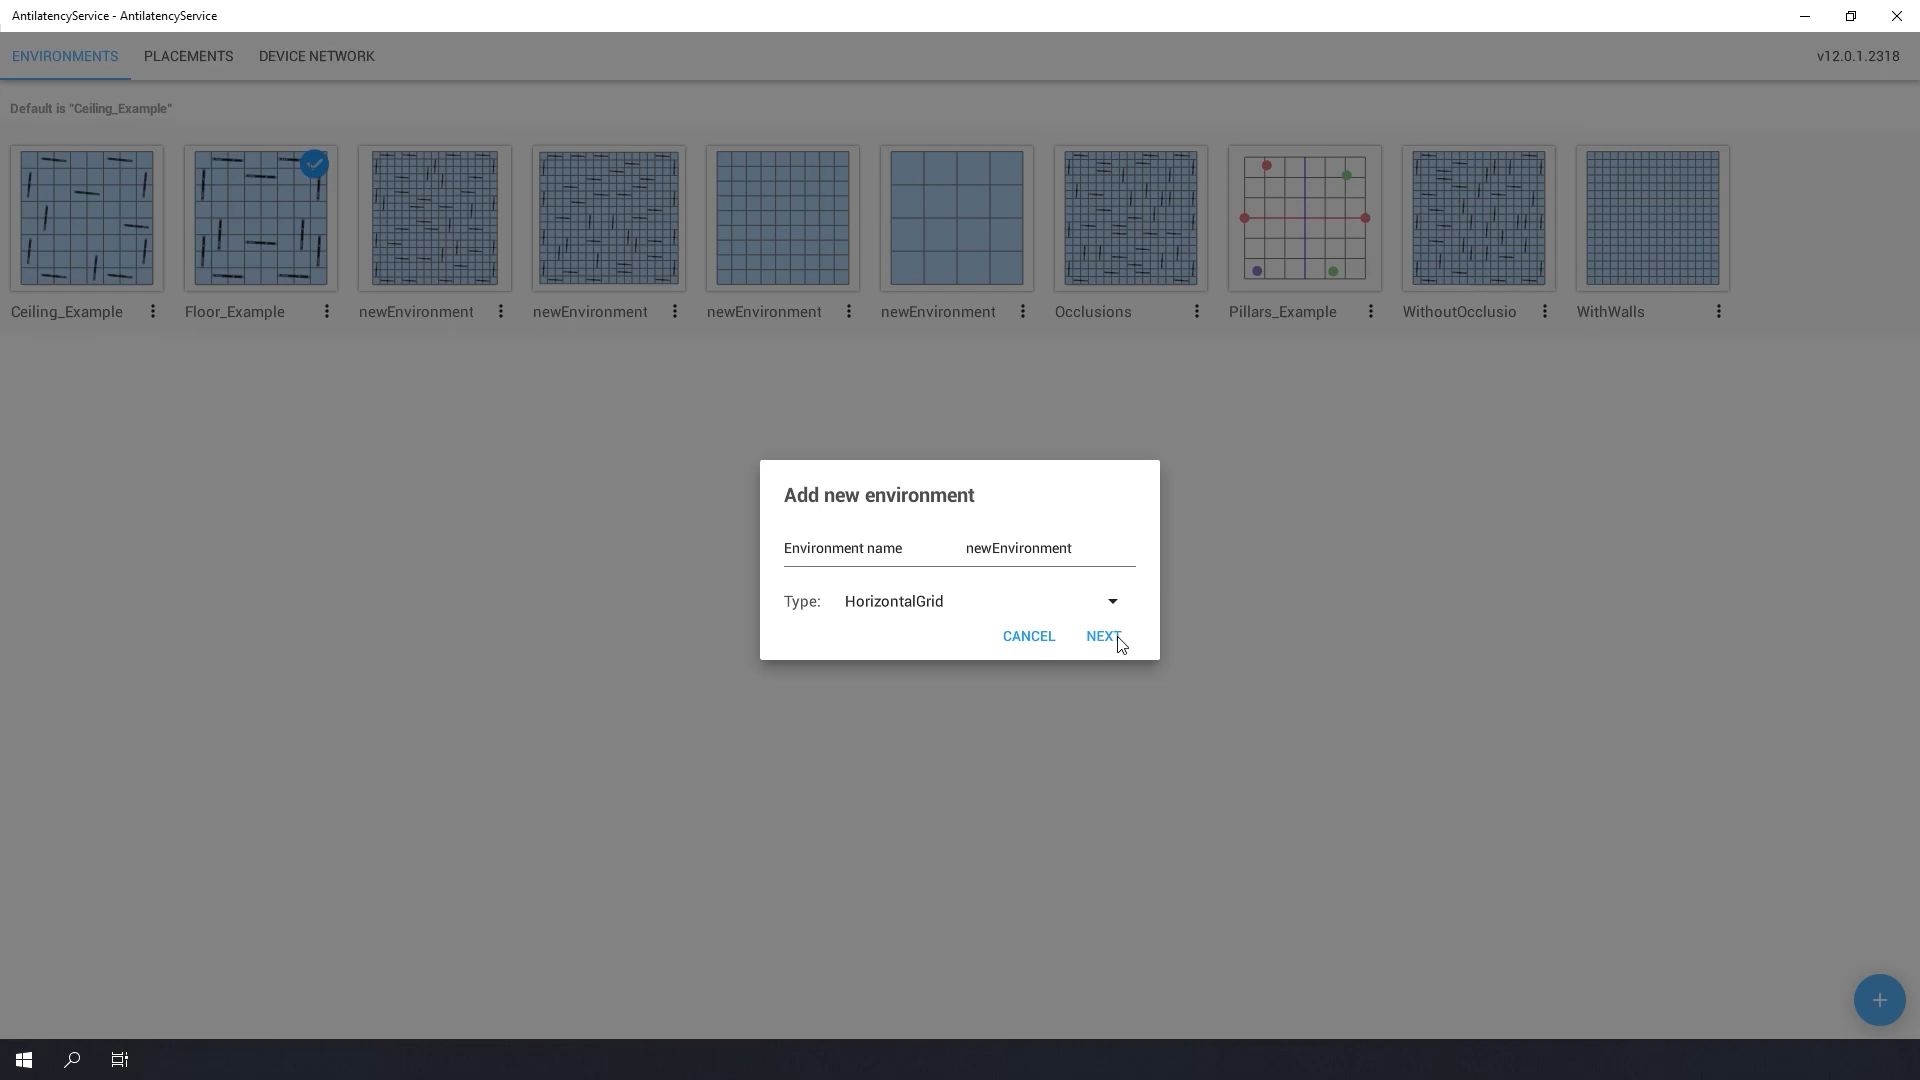 AntilatencyService - AntilatencyService
ENVIRONMENTS PLACEMENTS DEVICE NETWORK v12.0.1.2318
Default is "Ceiling_Example"
Ceiling_Example Floor_Example newEnvironment newEnvironment newEnvironment newEnvironment Occlusions Pillars_Example WithoutOcclusio WithWalls
Add new environment
Environment name newEnvironment
Type: HorizontalGrid
CANCEL NEXT